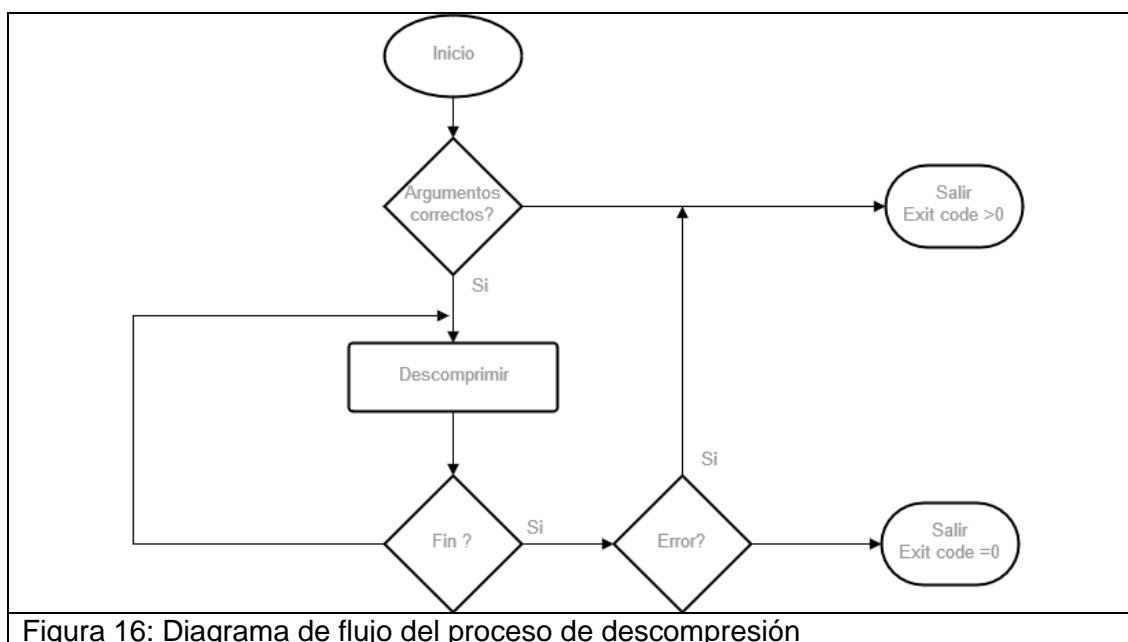 Inicio
Argumentos
correctos?
Salir
Exit code >0
Si
Descomprimir
Si
Fin ?
Si
Error?
Salir
Exit code =0
Figura 16: Diagrama de flujo del proceso de descompresión